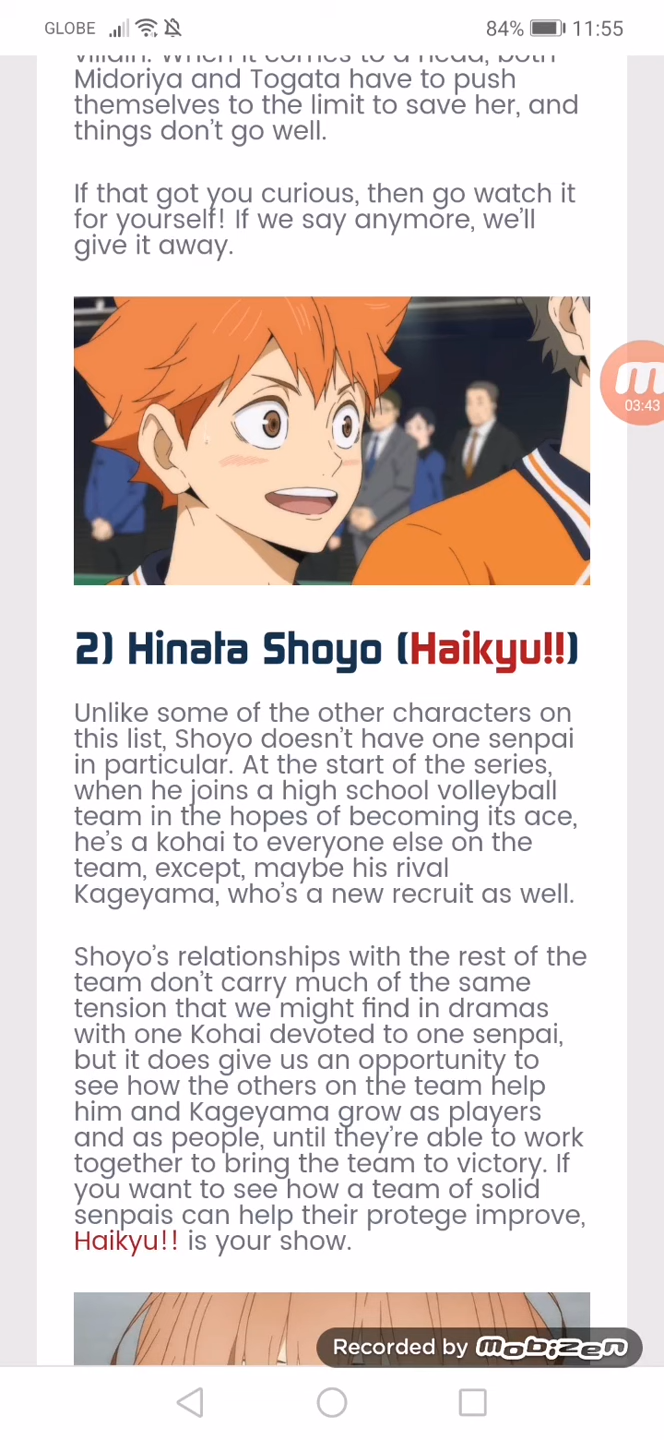 GLOBE 84% 11:55
villain. When it comes to a head, both
Midoriya and Togata have to push
themselves to the limit to save her, and
things don’t go well.
If that got you curious, then go watch it
for yourself! If we say anymore, we’ll
give it away.
m
03:43
2) Hinata Shoyo (Haikyu!!)
Unlike some of the other characters on
this list, Shoyo doesn’t have one senpai
in particular. At the start of the series,
when he joins a high school volleyball
team in the hopes of becoming its ace,
he’s a kohai to everyone else on the
team, except, maybe his rival
Kageyama, who’s a new recruit as well.
Shoyo’s relationships with the rest of the
team don’t carry much of the same
tension that we might find in dramas
with one Kohai devoted to one senpai,
but it does give us an opportunity to
see how the others on the team help
him and Kageyama grow as players
and as people, until they’re able to work
together to bring the team to victory. If
you want to see how a team of solid
senpais can help their protege improve,
Haikyu!! is your show.
Recorded by mobizen